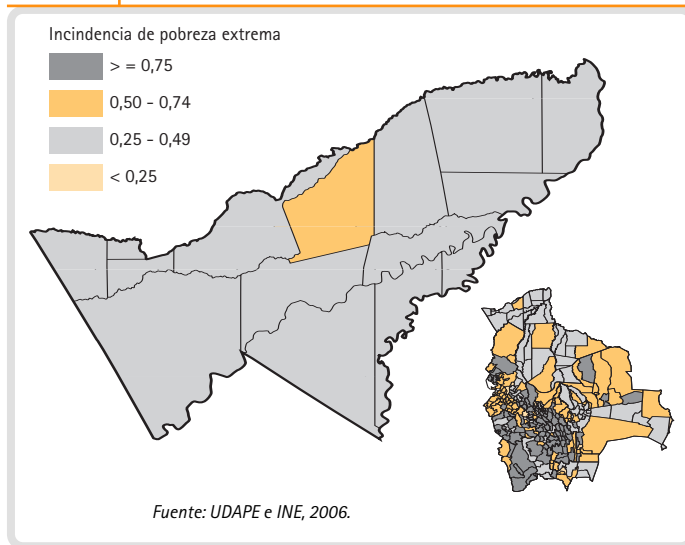 Incindencia de pobreza extrema
> = 0,75
0,50 - 0,74
0,25 - 0,49
< 0,25
Fuente: UDAPE e INE, 2006.